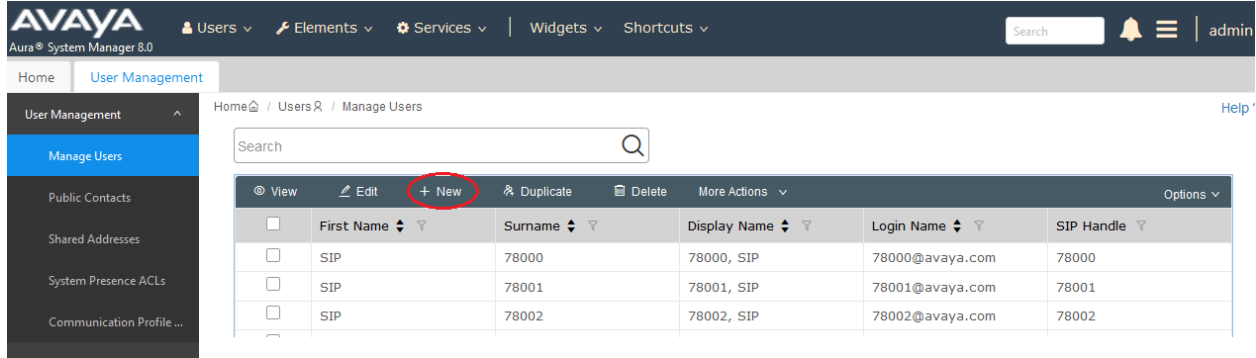 AVAYA
Aura® System Manager 8.0
Users Elements Services | Widgets Shortcuts Search admin
Home User Management
User Management
Home / Users / Manage Users Help
Search
Manage Users
View Edit + New Duplicate Delete More Actions Options
Public Contacts
First Name Surname Display Name Login Name SIP Handle
Shared Addresses
SIP 78000 78000, SIP 78000@avaya.com 78000
System Presence ACLs
SIP 78001 78001, SIP 78001@avaya.com 78001
Communication Profile ...
SIP 78002 78002, SIP 78002@avaya.com 78002